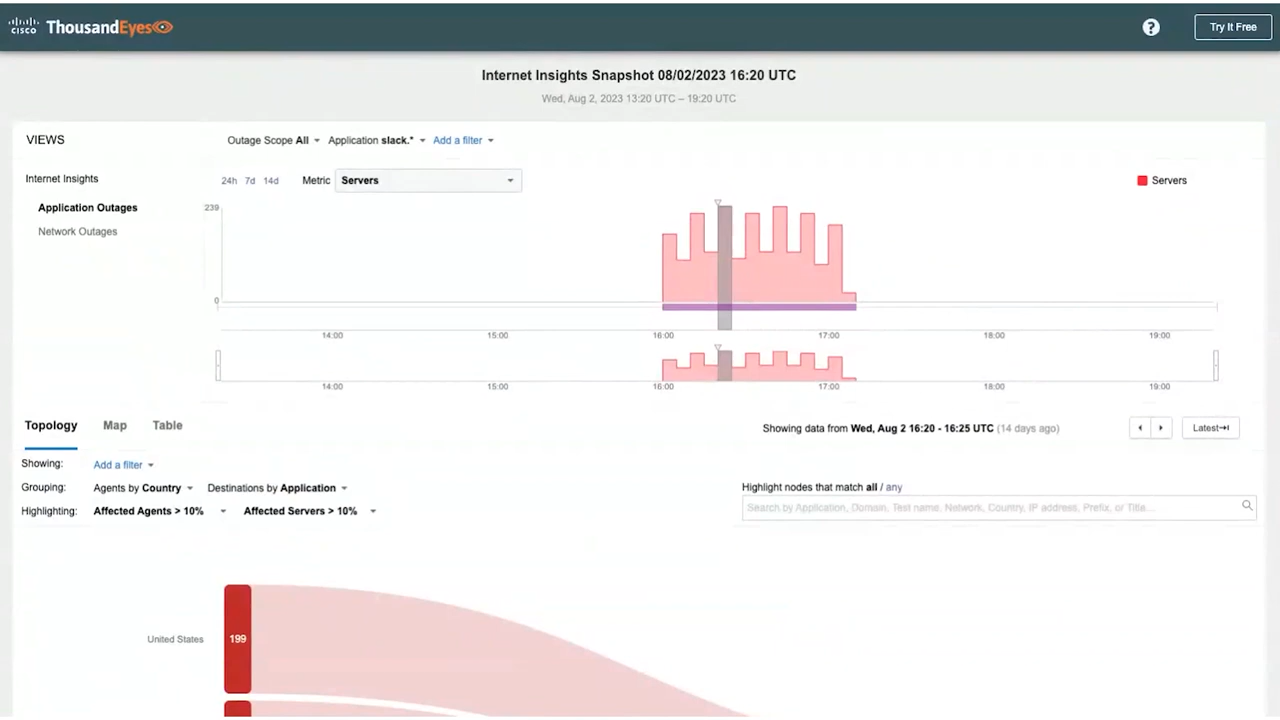 CISCO ThousandEyes ? Try It Free
Internet Insights Snapshot 08/02/2023 16:20 UTC
Wed, Aug 2, 2023 13:20 UTC – 19:20 UTC
VIEWS
Outage Scope All Application slack.* Add a filter
Internet Insights
24h 7d 14d Metric Servers Servers
Application Outages
Network Outages
239
0
14:00 15:00 16:00 17:00 18:00 19:00
14:00 15:00 16:00 17:00 18:00 19:00
Topology Map Table
Showing data from Wed, Aug 2 16:20 - 16:25 UTC (14 days ago) Latest
Showing: Add a filter
Grouping: Agents by Country Destinations by Application
Highlight nodes that match all / any
Highlighting: Affected Agents > 10% Affected Servers > 10%
Search by Application, Domain, Test name, Network, Country, IP address, Prefix, or Title...
United States 199